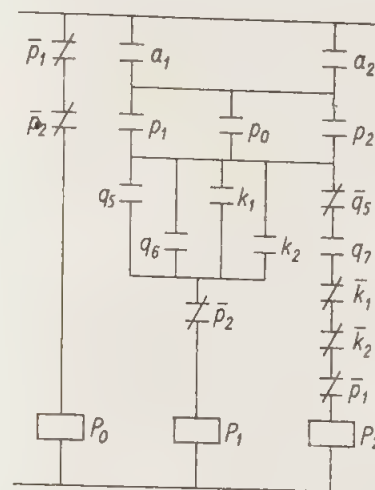 p̄₁ a₁ a₂
p̄₂ p₁ p₀ p₂
q₅ k₁ q̄₅
q₆ k₂ q₇
p̄₂ k̄₁
k̄₂
p̄₁
P₀ P₁